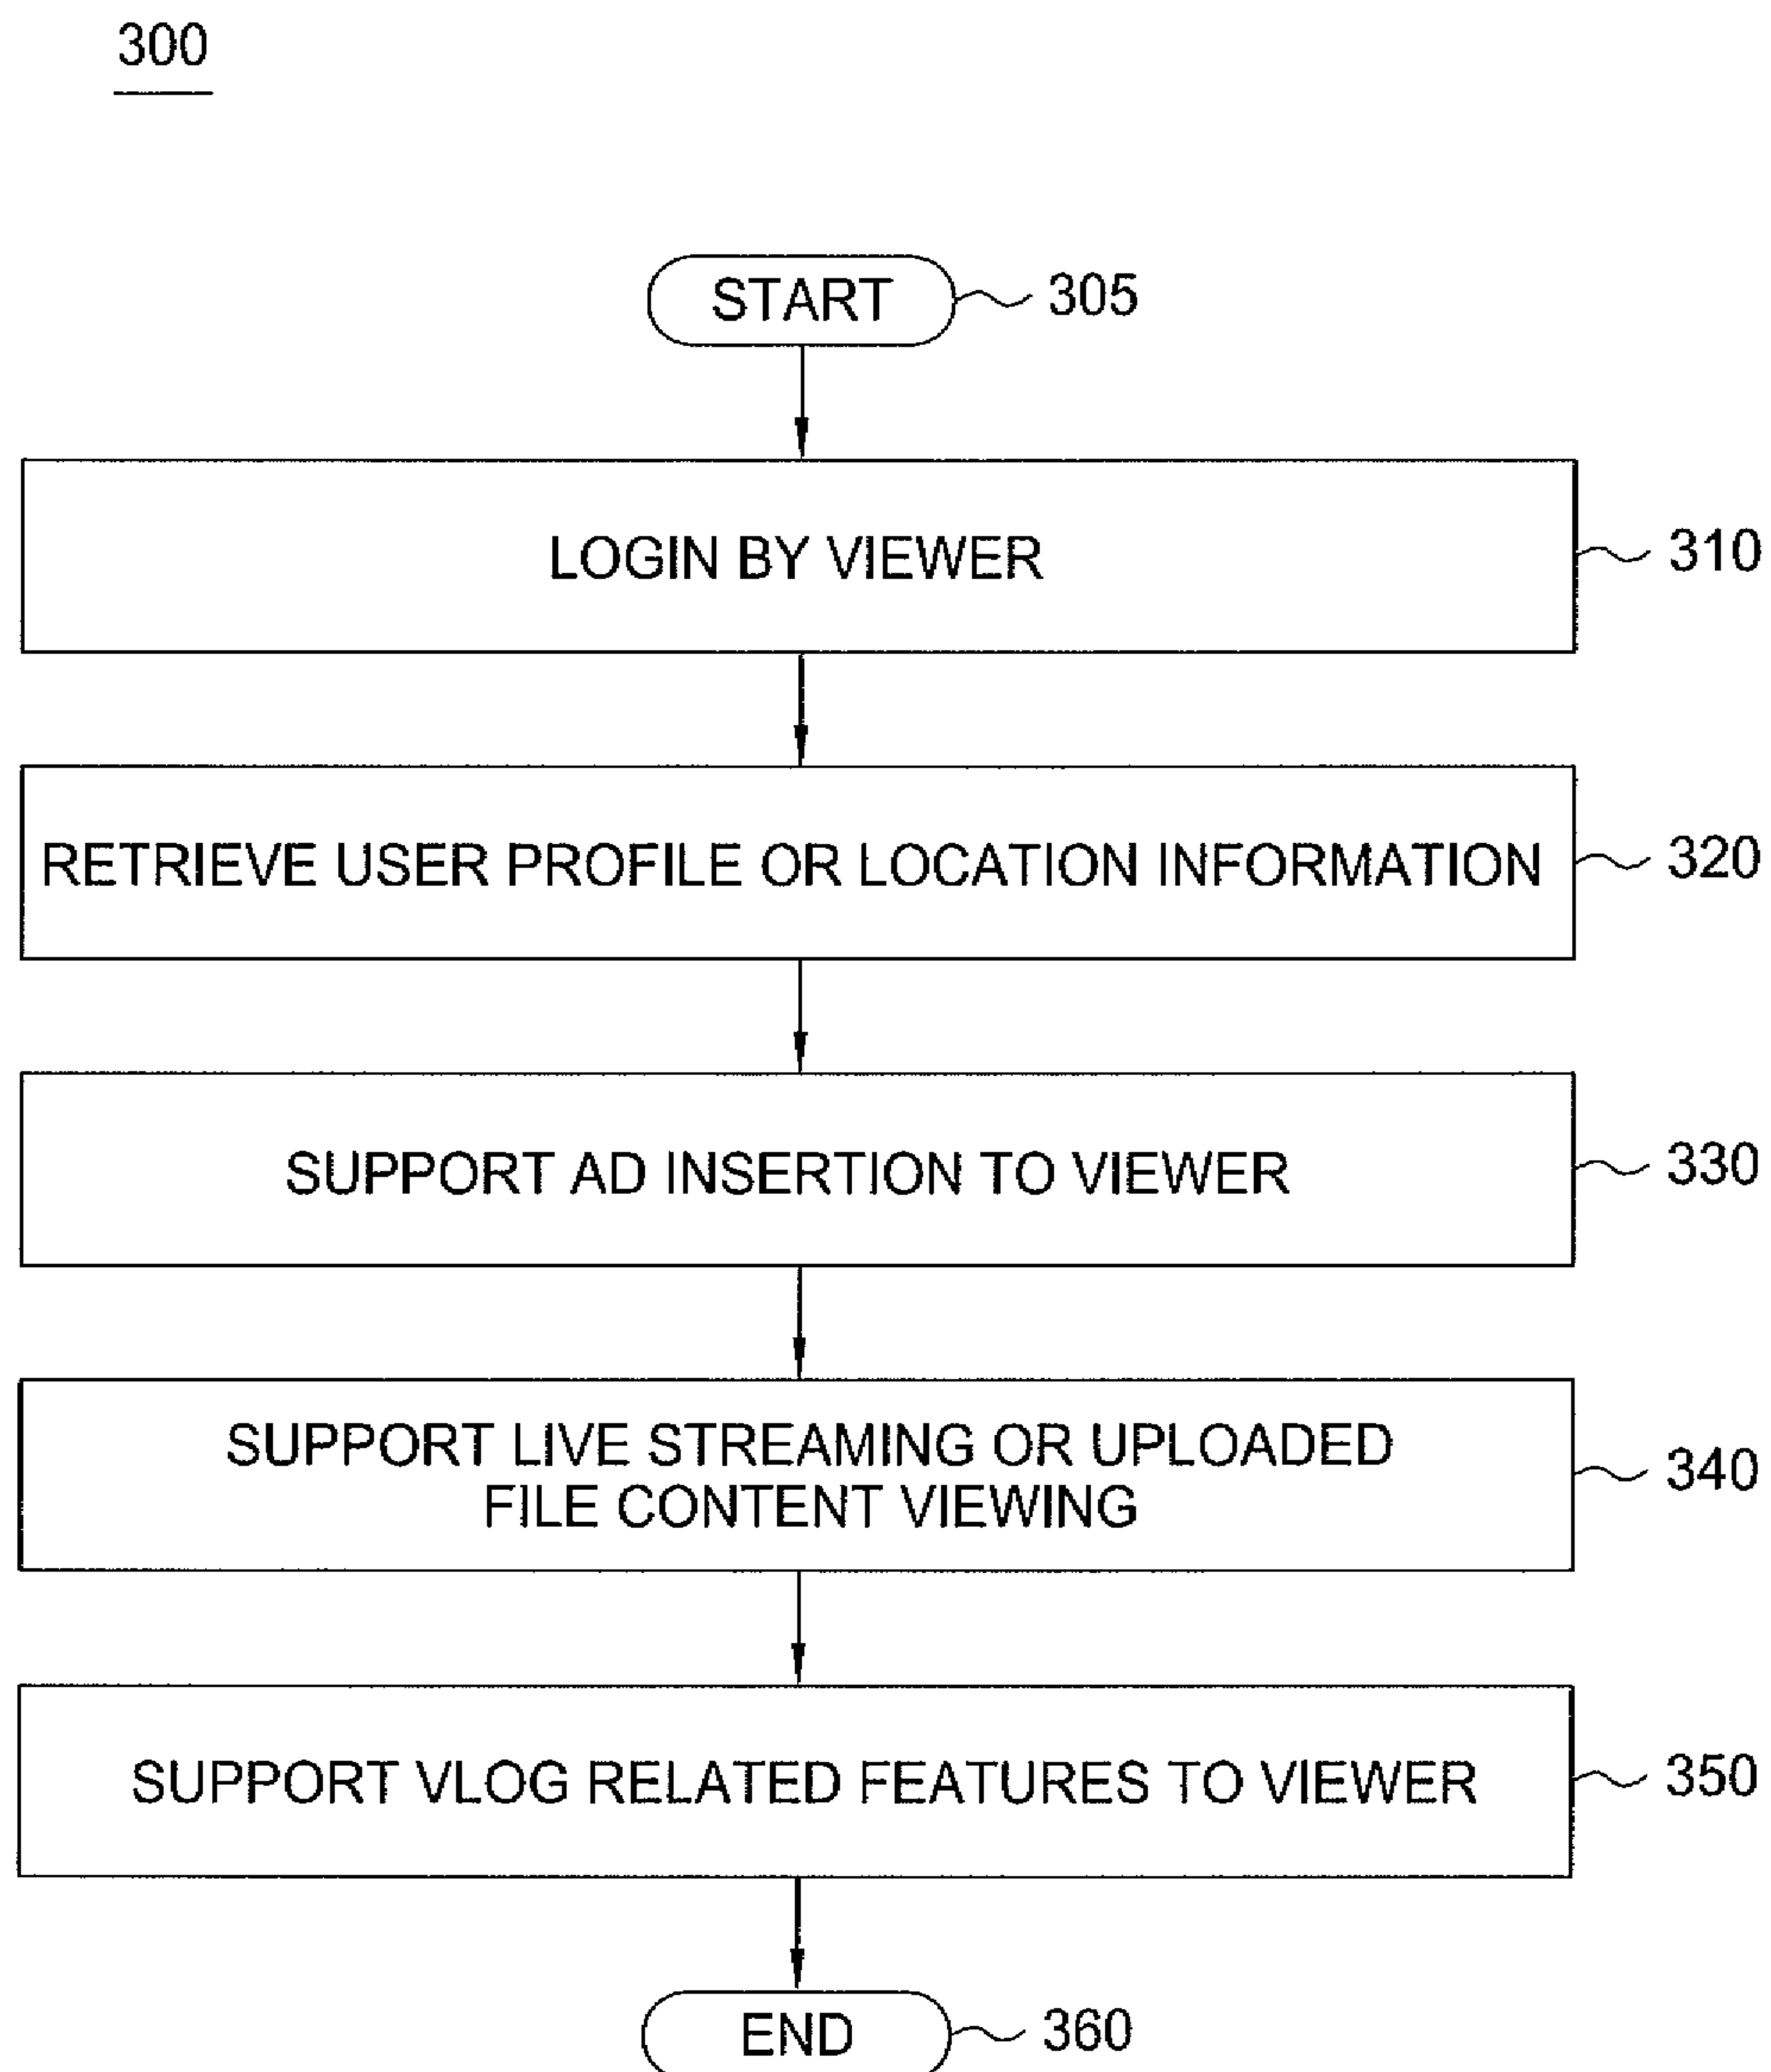 300
START
305
LOGIN BY VIEWER
310
RETRIEVE USER PROFILE OR LOCATION INFORMATION
320
SUPPORT AD INSERTION TO VIEWER
330
SUPPORT LIVE STREAMING OR UPLOADED
FILE CONTENT VIEWING
340
SUPPORT VLOG RELATED FEATURES TO VIEWER
350
END
360